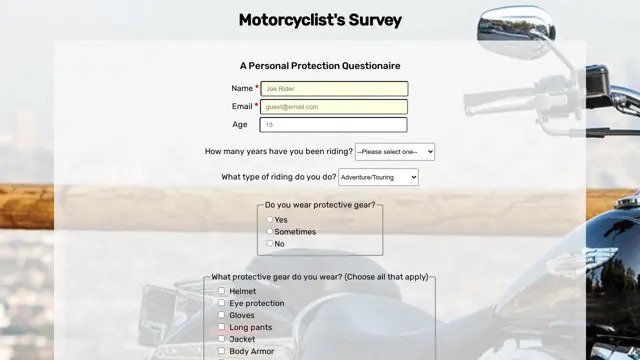 Motorcyclist's Survey
A Personal Protection Questionaire
Name * Joe Rider
Email * guest@email.com
Age 18
How many years have you been riding? --Please select one--
What type of riding do you do? Adventure/Touring
Do you wear protective gear?
Yes
Sometimes
No
What protective gear do you wear? (Choose all that apply)
Helmet
Eye protection
Gloves
Long pants
Jacket
Body Armor